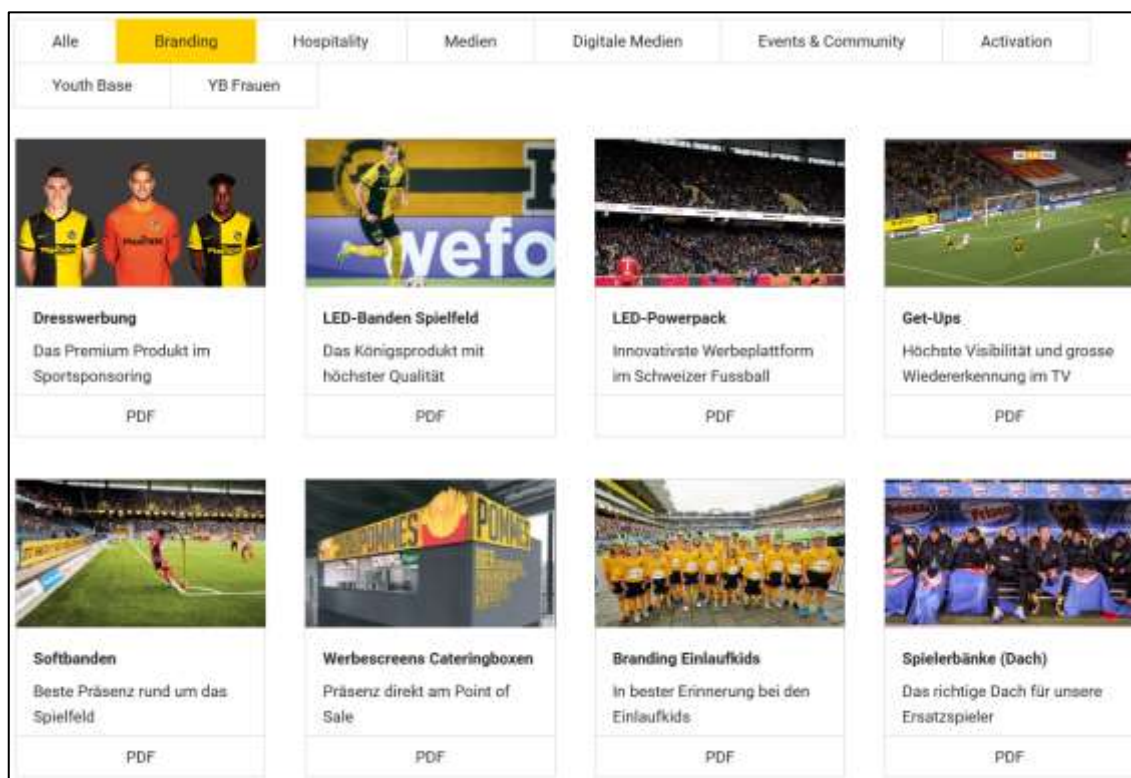 Alle
Branding
Hospitality
Medien
Digitale Medien
Events & Community
Activation
Youth Base
YB Frauen
wefo
Dresswerbung
LED-Banden Spielfeld
LED-Powerpack
Get-Ups
Das Premium Produkt im
Sportsponsoring
Das Königsprodukt mit
höchster Qualität
Innovativste Werbeplattform
im Schweizer Fussball
Höchste Visibilität und grosse
Wiedererkennung im TV
PDF
PDF
PDF
PDF
POMMES
POMMES
Softbanden
Werbescreens Cateringboxen
Branding Einlaufkids
Spielerbänke (Dach)
Beste Präsenz rund um das
Spielfeld
Präsenz direkt am Point of
Sale
In bester Erinnerung bei den
Einlaufkids
Das richtige Dach für unsere
Ersatzspieler
PDF
PDF
PDF
PDF